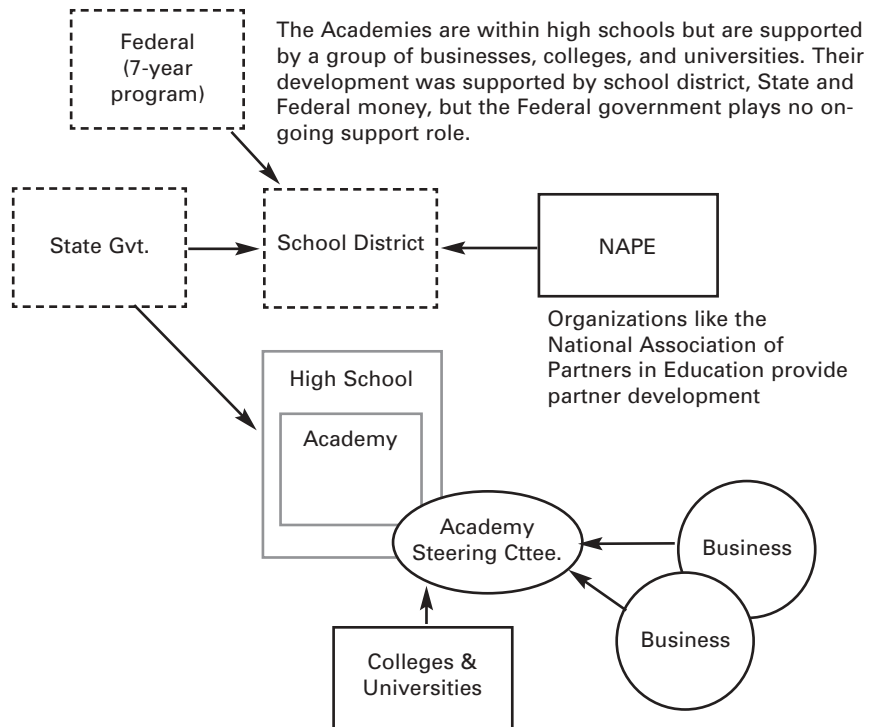 Federal
(7-year
program)
The Academies are within high schools but are supported
by a group of businesses, colleges, and universities. Their
development was supported by school district, State and
Federal money, but the Federal government plays no on-
going support role.
State Gvt.
School District
NAPE
Organizations like the
National Association of
Partners in Education provide
partner development
High School
Academy
Academy
Steering Cttee.
Business
Business
Colleges &
Universities